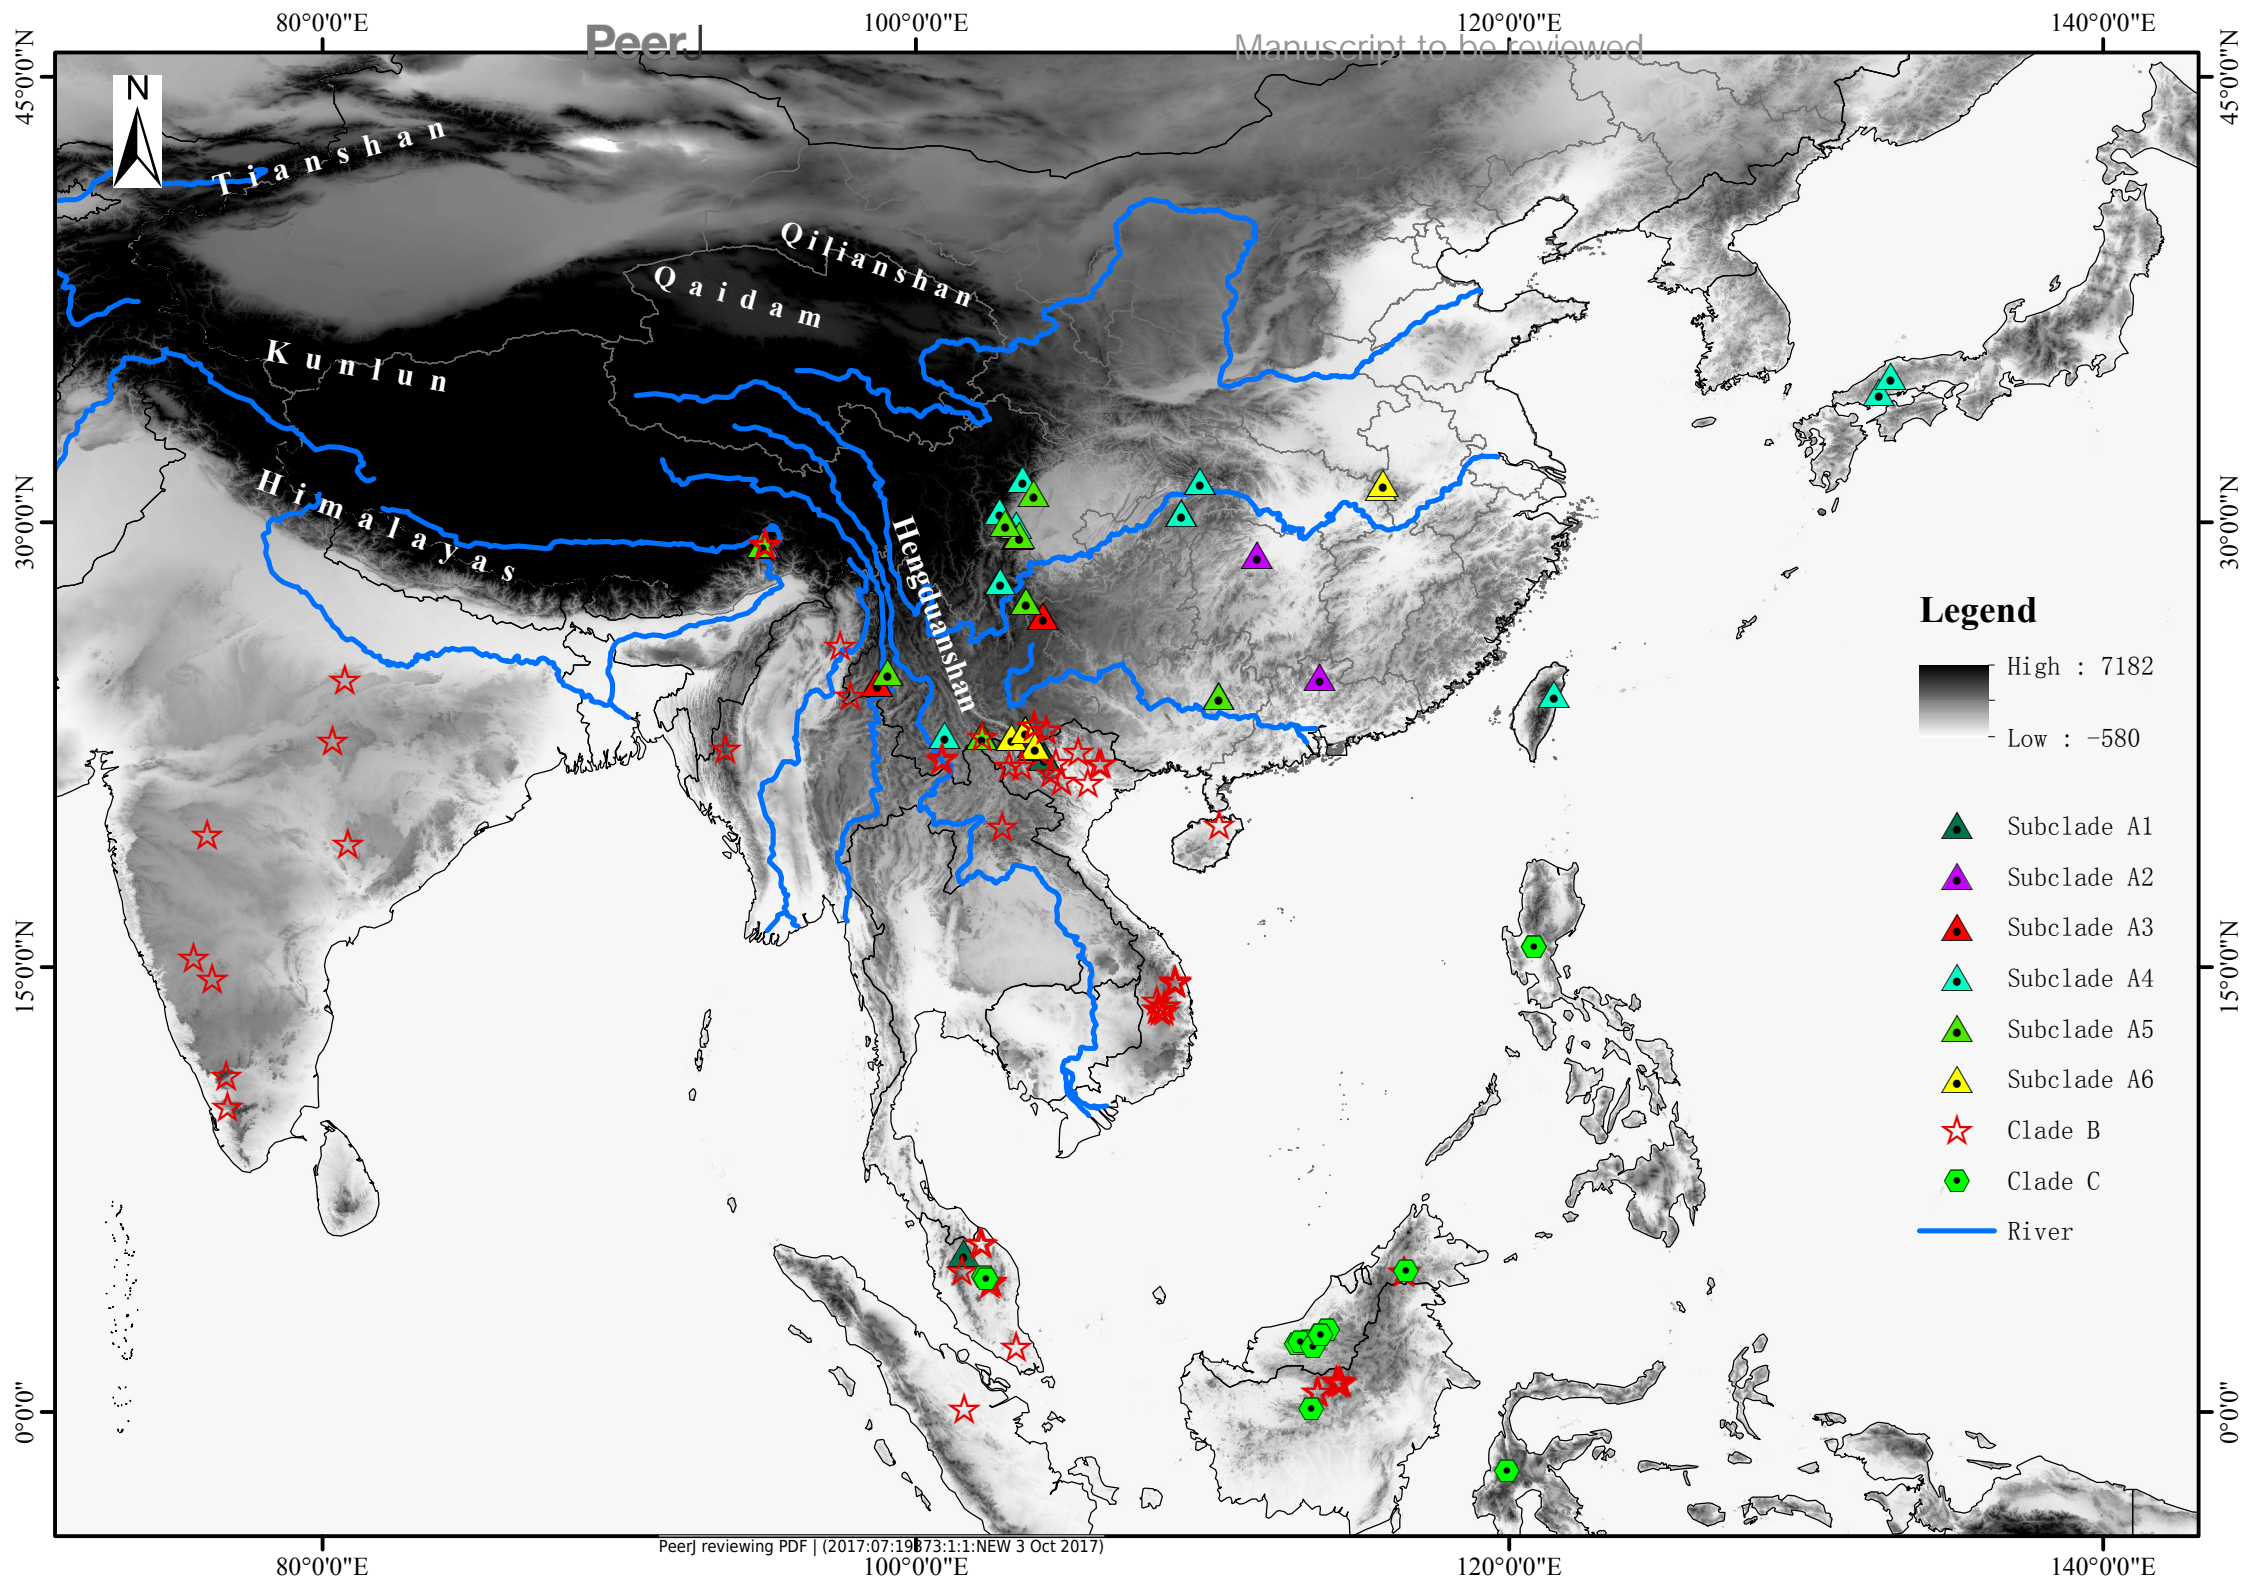 80°0'0"E 100°0'0"E 120°0'0"E 140°0'0"E
PeerJ Manuscript to be reviewed
45°0'0"N 45°0'0"N
N
Tianshan
Qilianshan
Qaidam
Kunlun
Himalayas
Hengduanshan
30°0'0"N 30°0'0"N
Legend
High : 7182
Low : -580
Subclade A1
Subclade A2
Subclade A3
Subclade A4
Subclade A5
Subclade A6
Clade B
Clade C
River
15°0'0"N 15°0'0"N
0°0'0" 0°0'0"
PeerJ reviewing PDF | (2017:07:19373:1:1:NEW 3 Oct 2017)
80°0'0"E 100°0'0"E 120°0'0"E 140°0'0"E